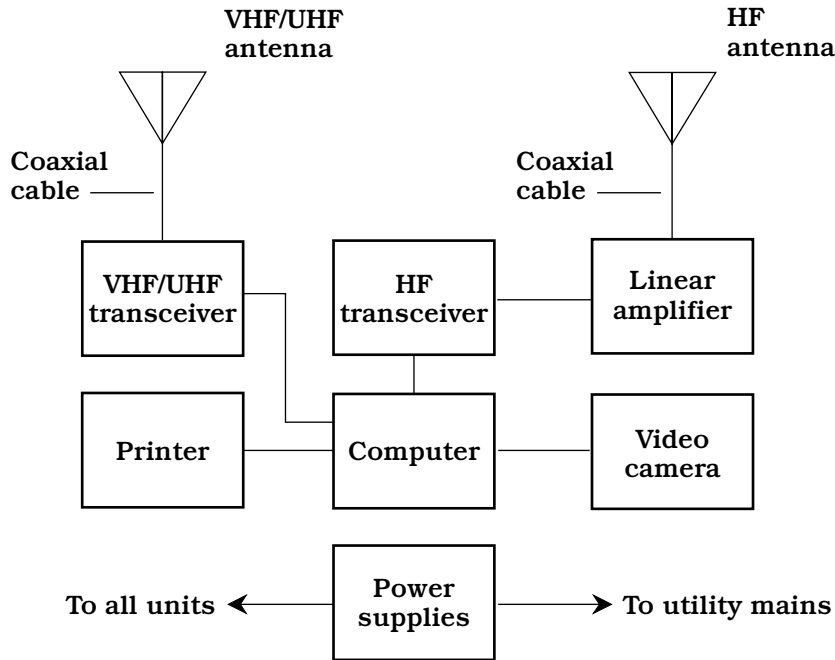 VHF/UHF
antenna
HF
antenna
Coaxial
cable
Coaxial
cable
VHF/UHF
transceiver
HF
transceiver
Linear
amplifier
Printer
Computer
Video
camera
To all units
Power
supplies
To utility mains